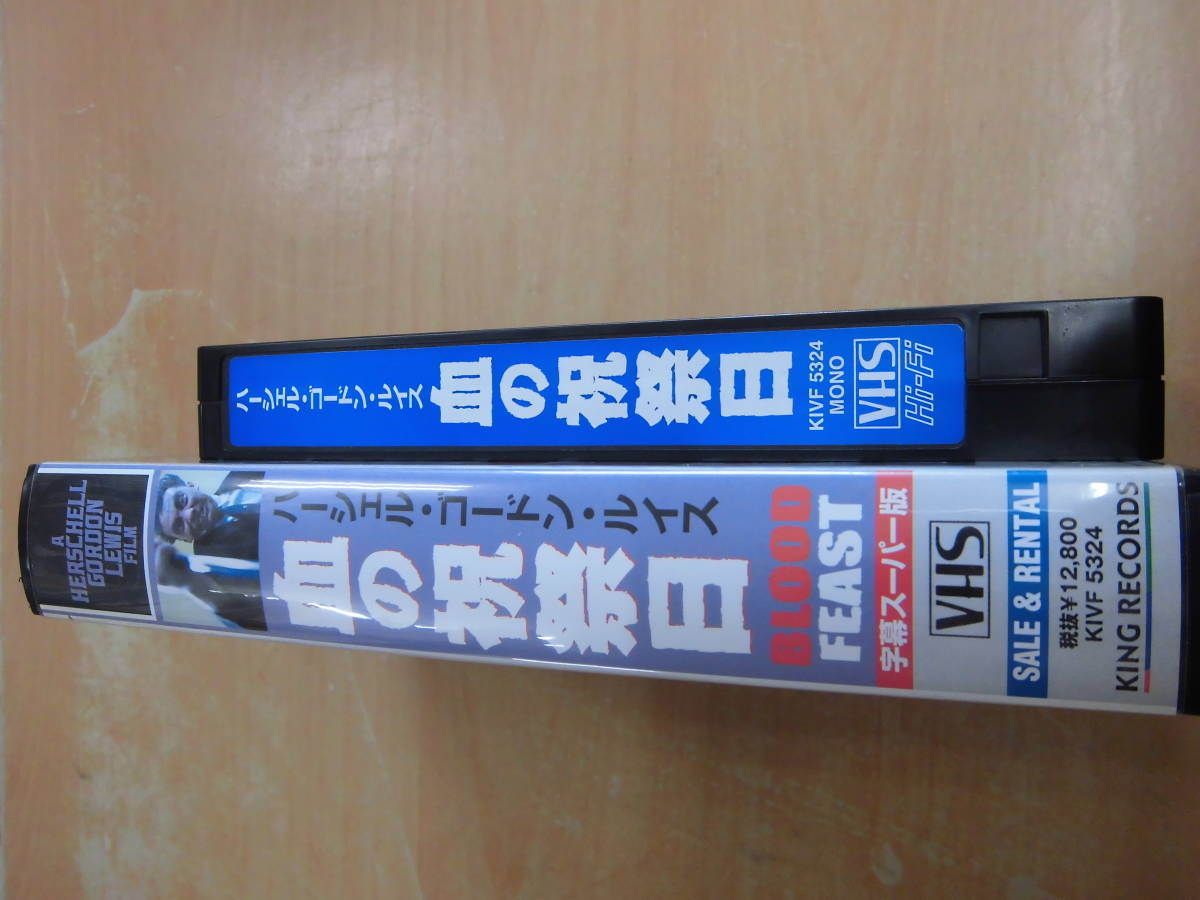 ハーシェル・ゴードン・ルイス
血の祝祭日
KIVF 5324
MONO
VHS
Hi-Fi
A
HERSCHELL
GORDON
LEWIS
FILM
ハーシェル・ゴードン・ルイス
血の祝祭日
BLOOD
FEAST
字幕スーパー版
VHS
SALE & RENTAL
税抜¥12,800
KIVF 5324
KING RECORDS